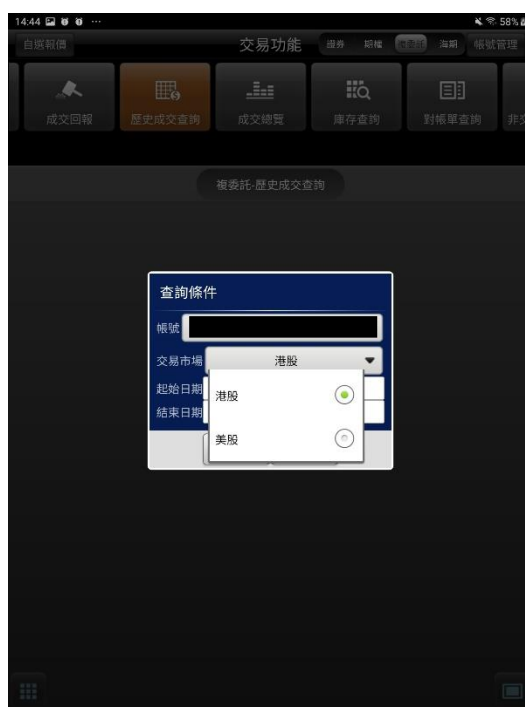 14:44 ... 58%
自選報價 交易功能 證券 期權 複委託 海期 帳號管理
成交回報 歷史成交查詢 成交總覽 庫存查詢 對帳單查詢 非交
複委託-歷史成交查詢
查詢條件
帳號
交易市場 港股
起始日期
結束日期
港股
美股